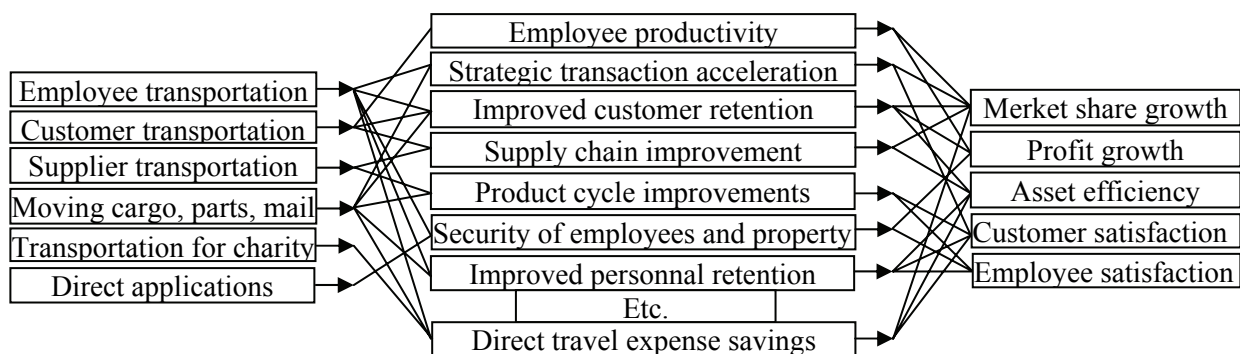 Employee transportation
Customer transportation
Supplier transportation
Moving cargo, parts, mail
Transportation for charity
Direct applications
Employee productivity
Strategic transaction acceleration
Improved customer retention
Supply chain improvement
Product cycle improvements
Security of employees and property
Improved personnal retention
Etc.
Direct travel expense savings
Merket share growth
Profit growth
Asset efficiency
Customer satisfaction
Employee satisfaction